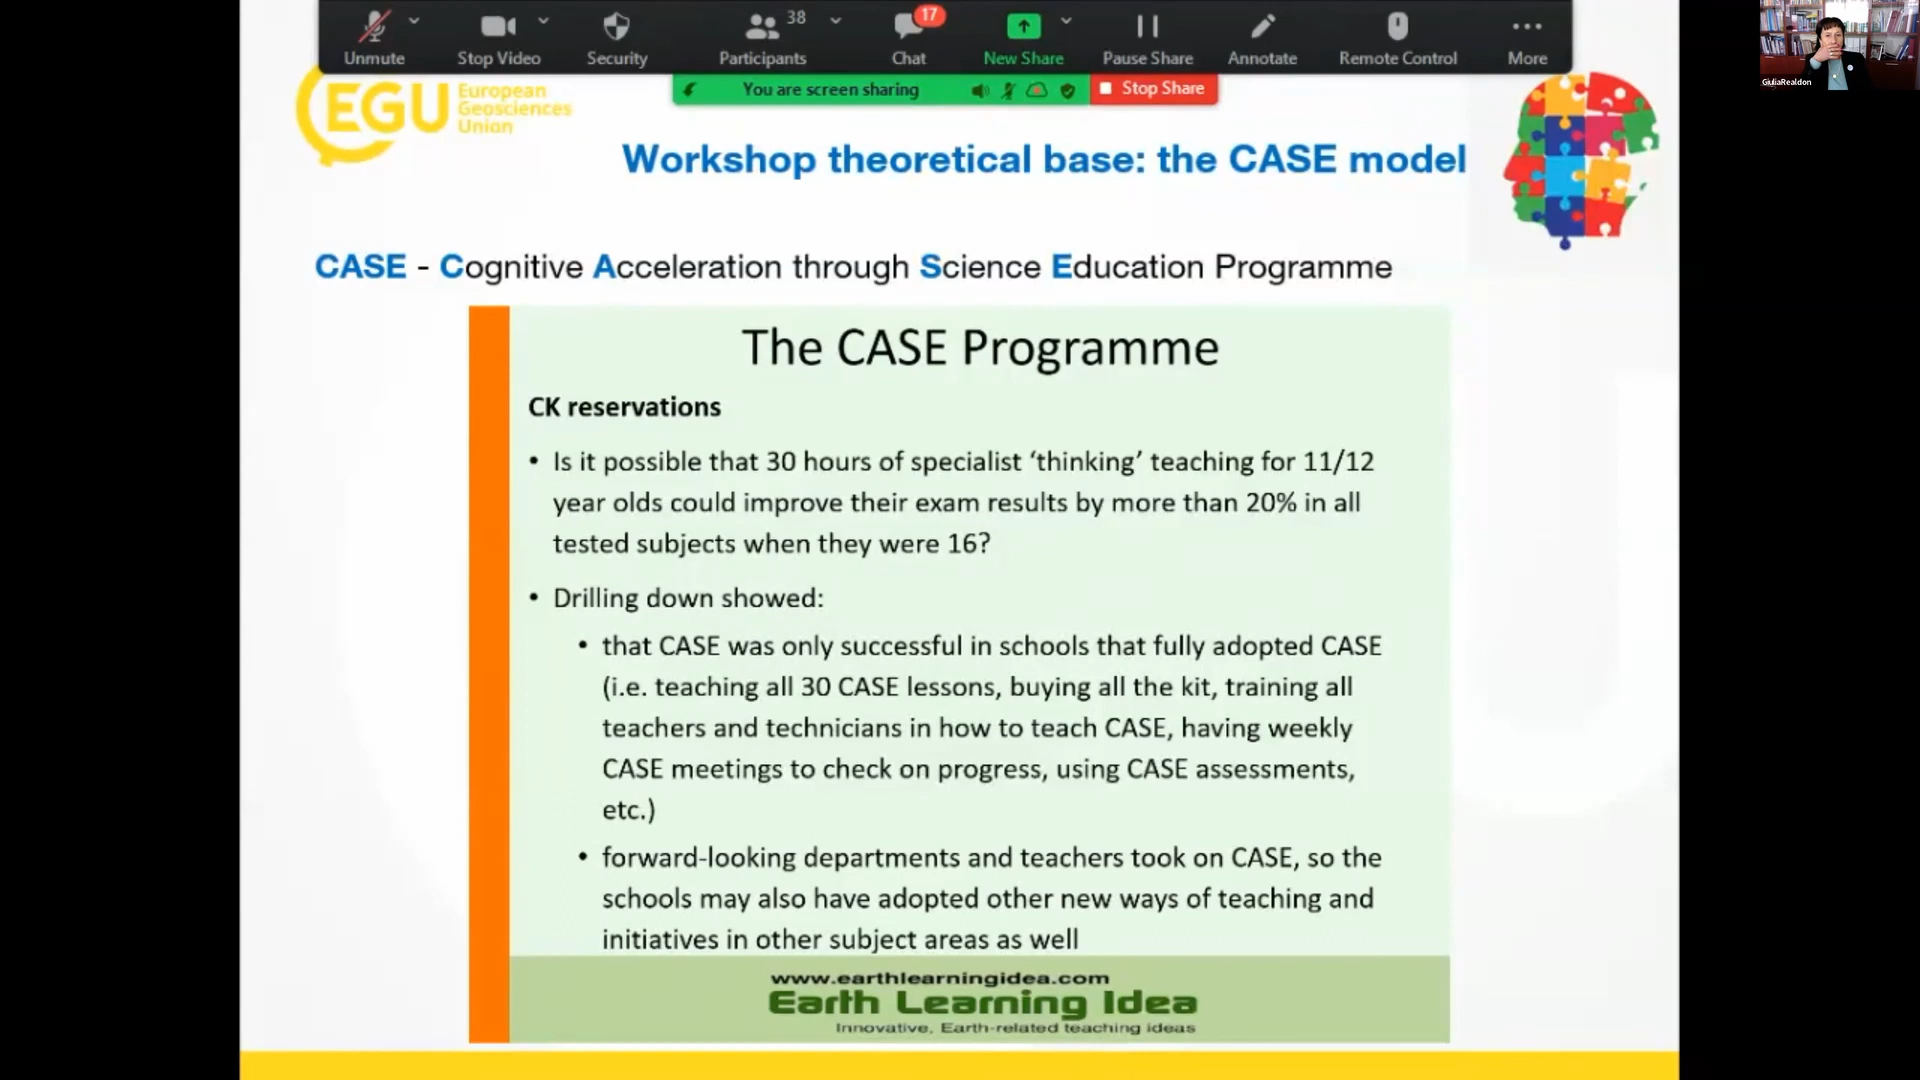 38
17
Unmute
Stop Video
Security
Participants
Chat
New Share
Pause Share
Annotate
Remote Control
More
GiuliaRealdon
You are screen sharing
Stop Share
EGU
European
Geosciences
Union
Workshop theoretical base: the CASE model
CASE - Cognitive Acceleration through Science Education Programme
The CASE Programme
CK reservations
• Is it possible that 30 hours of specialist ‘thinking’ teaching for 11/12
year olds could improve their exam results by more than 20% in all
tested subjects when they were 16?
• Drilling down showed:
• that CASE was only successful in schools that fully adopted CASE
(i.e. teaching all 30 CASE lessons, buying all the kit, training all
teachers and technicians in how to teach CASE, having weekly
CASE meetings to check on progress, using CASE assessments,
etc.)
• forward-looking departments and teachers took on CASE, so the
schools may also have adopted other new ways of teaching and
initiatives in other subject areas as well
www.earthlearningidea.com
Earth Learning Idea
Innovative, Earth-related teaching ideas